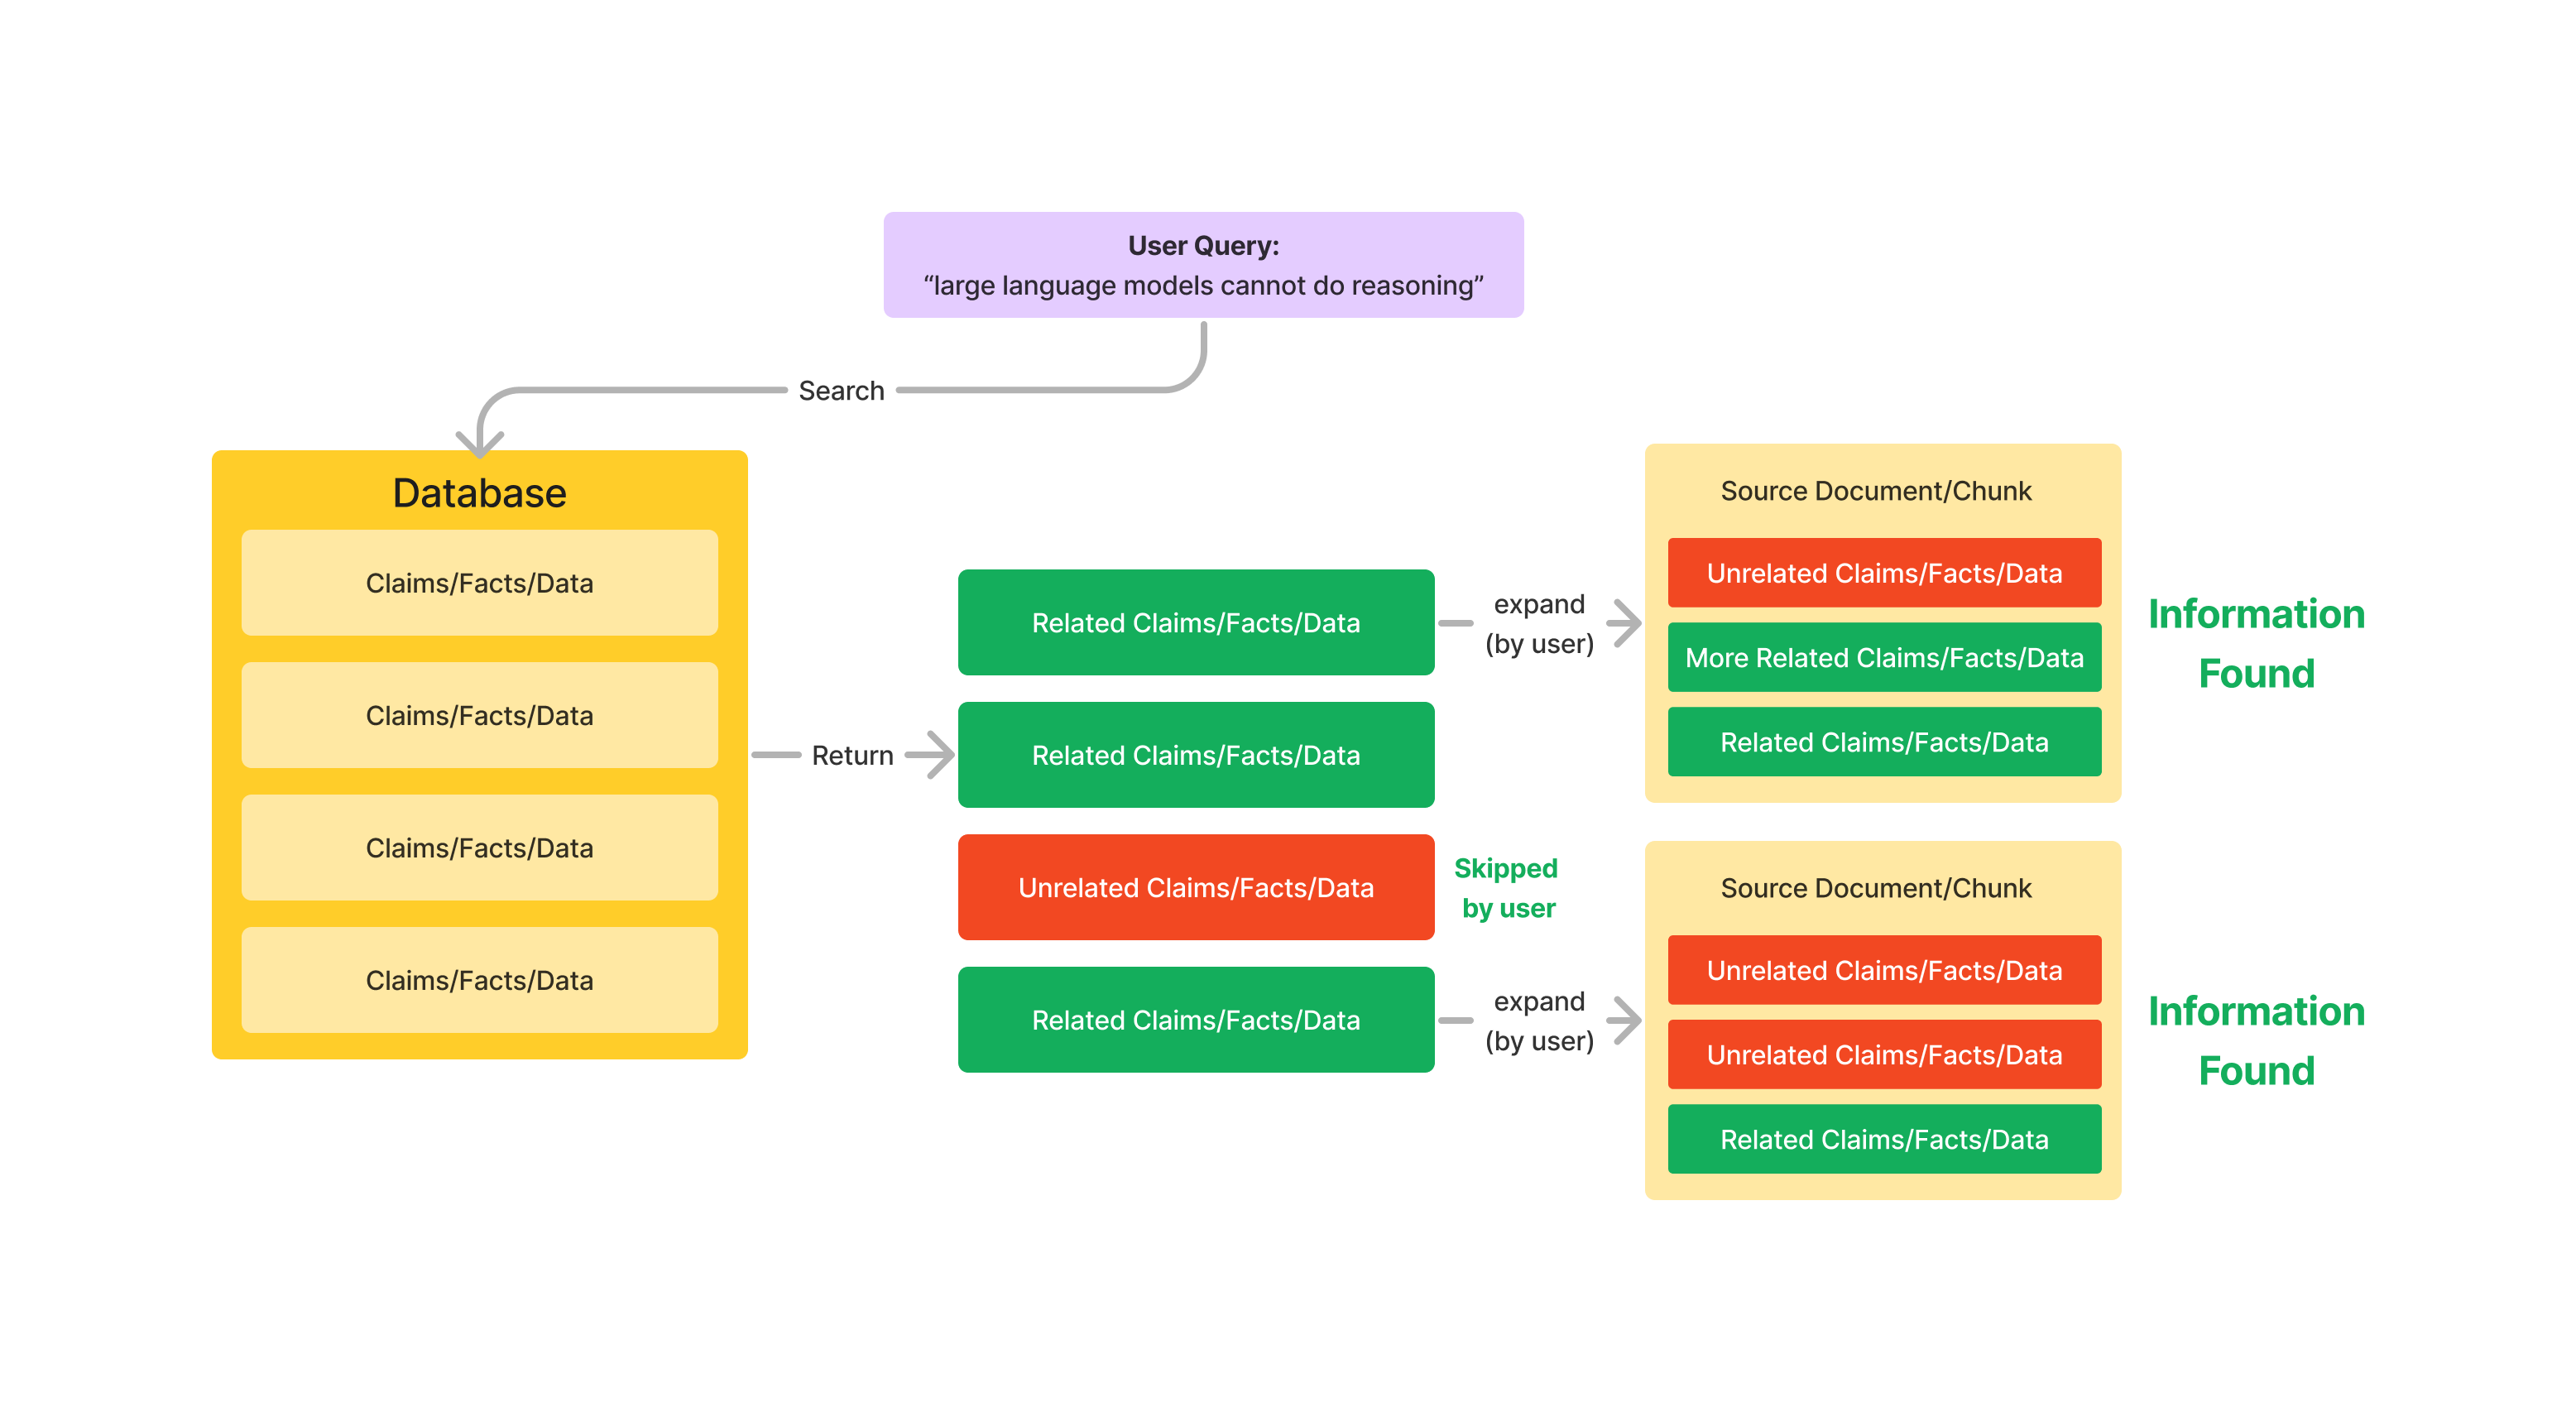 User Query:
“large language models cannot do reasoning”
Search
Database
Claims/Facts/Data
Claims/Facts/Data
Claims/Facts/Data
Claims/Facts/Data
Return
Related Claims/Facts/Data
Related Claims/Facts/Data
Unrelated Claims/Facts/Data
Related Claims/Facts/Data
expand
(by user)
Skipped
by user
expand
(by user)
Source Document/Chunk
Unrelated Claims/Facts/Data
More Related Claims/Facts/Data
Related Claims/Facts/Data
Information
Found
Source Document/Chunk
Unrelated Claims/Facts/Data
Unrelated Claims/Facts/Data
Related Claims/Facts/Data
Information
Found